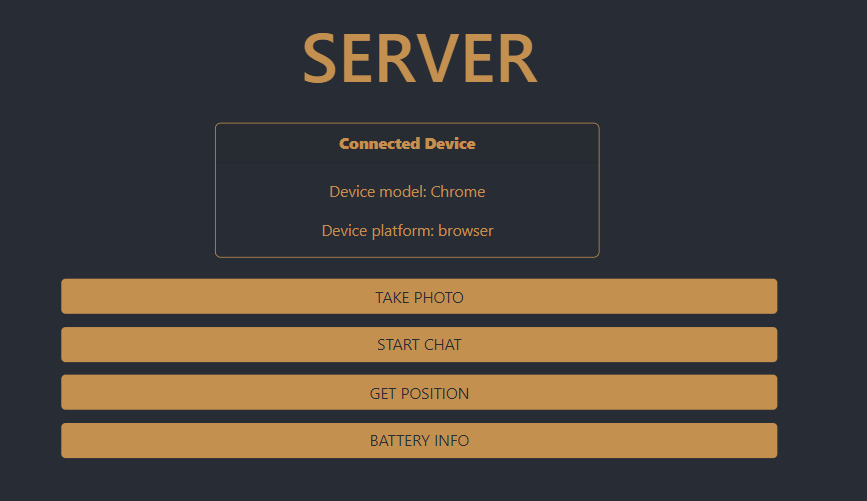 SERVER
Connected Device
Device model: Chrome
Device platform: browser
TAKE PHOTO
START CHAT
GET POSITION
BATTERY INFO